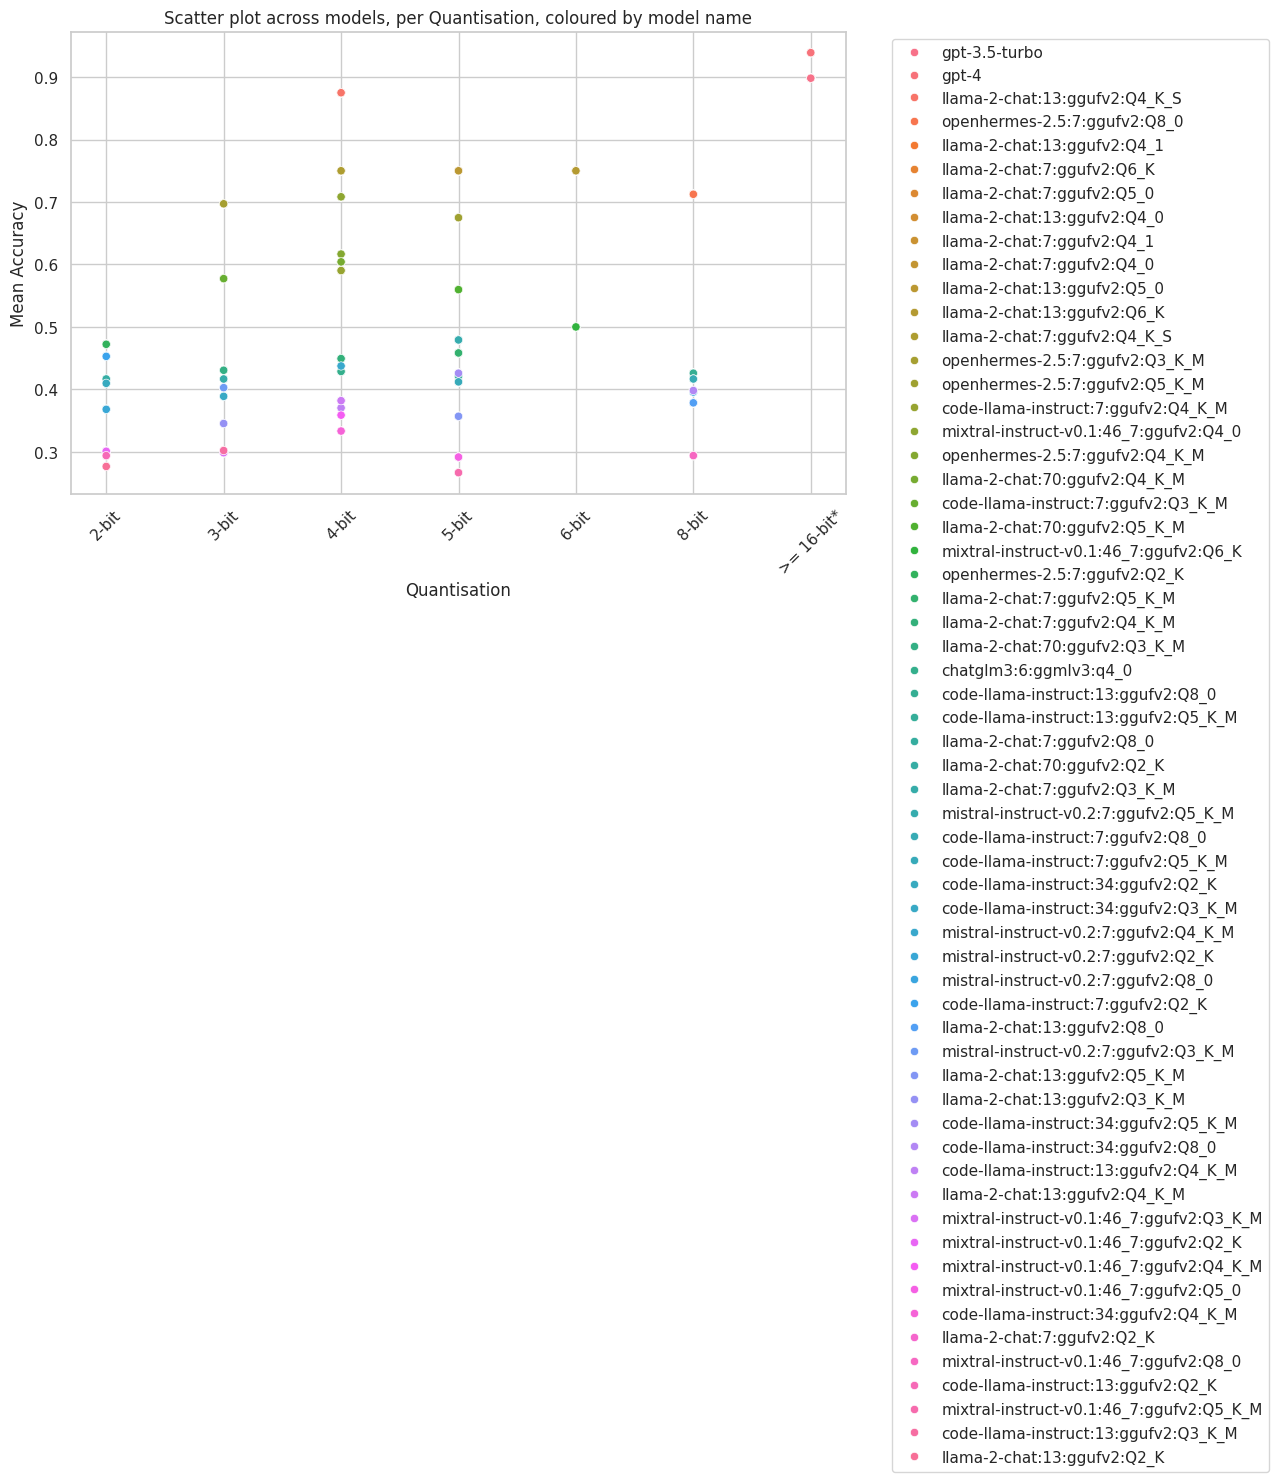 Scatter plot across models, per Quantisation, coloured by model name
Mean Accuracy
0.9
0.8
0.7
0.6
0.5
0.4
0.3
2-bit
3-bit
4-bit
5-bit
6-bit
8-bit
>= 16-bit*
Quantisation
gpt-3.5-turbo
gpt-4
llama-2-chat:13:ggufv2:Q4_K_S
openhermes-2.5:7:ggufv2:Q8_0
llama-2-chat:13:ggufv2:Q4_1
llama-2-chat:7:ggufv2:Q6_K
llama-2-chat:7:ggufv2:Q5_0
llama-2-chat:13:ggufv2:Q4_0
llama-2-chat:7:ggufv2:Q4_1
llama-2-chat:7:ggufv2:Q4_0
llama-2-chat:13:ggufv2:Q5_0
llama-2-chat:13:ggufv2:Q6_K
llama-2-chat:7:ggufv2:Q4_K_S
openhermes-2.5:7:ggufv2:Q3_K_M
openhermes-2.5:7:ggufv2:Q5_K_M
code-llama-instruct:7:ggufv2:Q4_K_M
mixtral-instruct-v0.1:46_7:ggufv2:Q4_0
openhermes-2.5:7:ggufv2:Q4_K_M
llama-2-chat:70:ggufv2:Q4_K_M
code-llama-instruct:7:ggufv2:Q3_K_M
llama-2-chat:70:ggufv2:Q5_K_M
mixtral-instruct-v0.1:46_7:ggufv2:Q6_K
openhermes-2.5:7:ggufv2:Q2_K
llama-2-chat:7:ggufv2:Q5_K_M
llama-2-chat:7:ggufv2:Q4_K_M
llama-2-chat:70:ggufv2:Q3_K_M
chatglm3:6:ggmlv3:q4_0
code-llama-instruct:13:ggufv2:Q8_0
code-llama-instruct:13:ggufv2:Q5_K_M
llama-2-chat:7:ggufv2:Q8_0
llama-2-chat:70:ggufv2:Q2_K
llama-2-chat:7:ggufv2:Q3_K_M
mistral-instruct-v0.2:7:ggufv2:Q5_K_M
code-llama-instruct:7:ggufv2:Q8_0
code-llama-instruct:7:ggufv2:Q5_K_M
code-llama-instruct:34:ggufv2:Q2_K
code-llama-instruct:34:ggufv2:Q3_K_M
mistral-instruct-v0.2:7:ggufv2:Q4_K_M
mistral-instruct-v0.2:7:ggufv2:Q2_K
mistral-instruct-v0.2:7:ggufv2:Q8_0
code-llama-instruct:7:ggufv2:Q2_K
llama-2-chat:13:ggufv2:Q8_0
mistral-instruct-v0.2:7:ggufv2:Q3_K_M
llama-2-chat:13:ggufv2:Q5_K_M
llama-2-chat:13:ggufv2:Q3_K_M
code-llama-instruct:34:ggufv2:Q5_K_M
code-llama-instruct:34:ggufv2:Q8_0
code-llama-instruct:13:ggufv2:Q4_K_M
llama-2-chat:13:ggufv2:Q4_K_M
mixtral-instruct-v0.1:46_7:ggufv2:Q3_K_M
mixtral-instruct-v0.1:46_7:ggufv2:Q2_K
mixtral-instruct-v0.1:46_7:ggufv2:Q4_K_M
mixtral-instruct-v0.1:46_7:ggufv2:Q5_0
code-llama-instruct:34:ggufv2:Q4_K_M
llama-2-chat:7:ggufv2:Q2_K
mixtral-instruct-v0.1:46_7:ggufv2:Q8_0
code-llama-instruct:13:ggufv2:Q2_K
mixtral-instruct-v0.1:46_7:ggufv2:Q5_K_M
code-llama-instruct:13:ggufv2:Q3_K_M
llama-2-chat:13:ggufv2:Q2_K